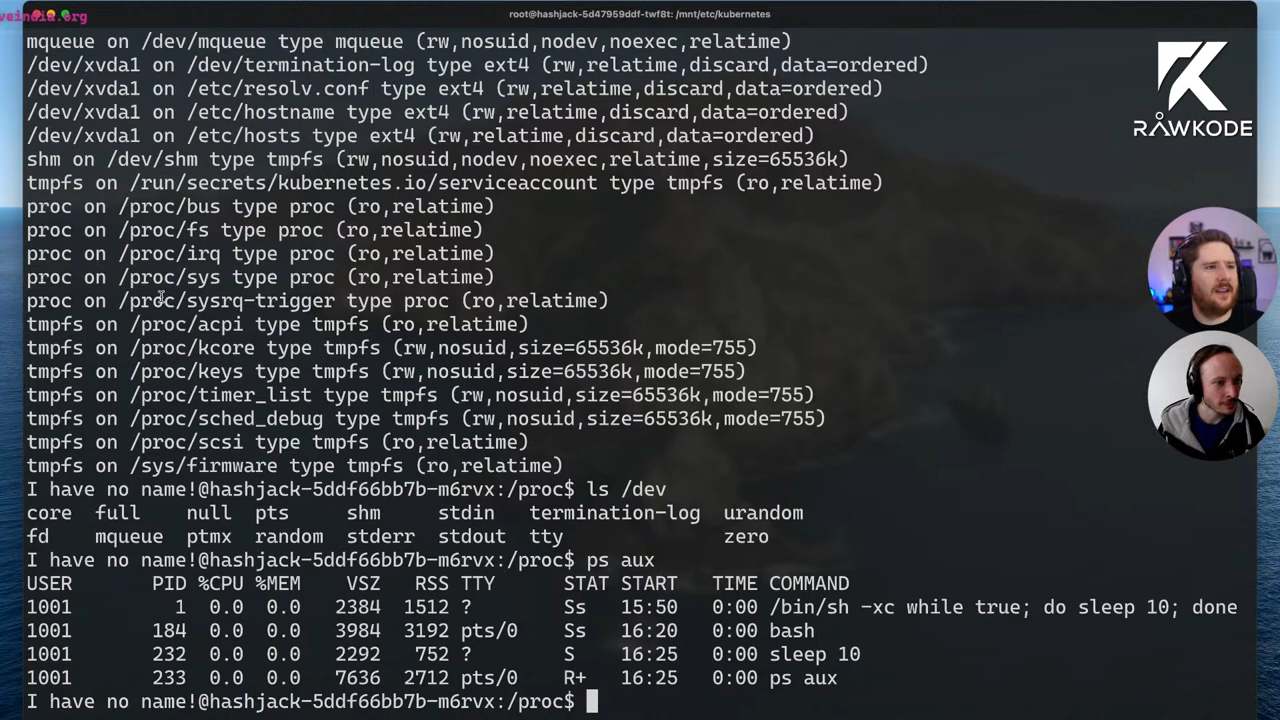 veindia.org
root@hashjack-5d47959ddf-twf8t: /mnt/etc/kubernetes
mqueue on /dev/mqueue type mqueue (rw,nosuid,nodev,noexec,relatime)
/dev/xvda1 on /dev/termination-log type ext4 (rw,relatime,discard,data=ordered)
/dev/xvda1 on /etc/resolv.conf type ext4 (rw,relatime,discard,data=ordered)
/dev/xvda1 on /etc/hostname type ext4 (rw,relatime,discard,data=ordered)
/dev/xvda1 on /etc/hosts type ext4 (rw,relatime,discard,data=ordered)
shm on /dev/shm type tmpfs (rw,nosuid,nodev,noexec,relatime,size=65536k)
tmpfs on /run/secrets/kubernetes.io/serviceaccount type tmpfs (ro,relatime)
proc on /proc/bus type proc (ro,relatime)
proc on /proc/fs type proc (ro,relatime)
proc on /proc/irq type proc (ro,relatime)
proc on /proc/sys type proc (ro,relatime)
proc on /proc/sysrq-trigger type proc (ro,relatime)
tmpfs on /proc/acpi type tmpfs (ro,relatime)
tmpfs on /proc/kcore type tmpfs (rw,nosuid,size=65536k,mode=755)
tmpfs on /proc/keys type tmpfs (rw,nosuid,size=65536k,mode=755)
tmpfs on /proc/timer_list type tmpfs (rw,nosuid,size=65536k,mode=755)
tmpfs on /proc/sched_debug type tmpfs (rw,nosuid,size=65536k,mode=755)
tmpfs on /proc/scsi type tmpfs (ro,relatime)
tmpfs on /sys/firmware type tmpfs (ro,relatime)
I have no name!@hashjack-5ddf66bb7b-m6rvx:/proc$ ls /dev
core full null pts shm stdin termination-log urandom
fd mqueue ptmx random stderr stdout tty zero
I have no name!@hashjack-5ddf66bb7b-m6rvx:/proc$ ps aux
USER PID %CPU %MEM VSZ RSS TTY STAT START TIME COMMAND
1001 1 0.0 0.0 2384 1512 ? Ss 15:50 0:00 /bin/sh -xc while true; do sleep 10; done
1001 184 0.0 0.0 3984 3192 pts/0 Ss 16:20 0:00 bash
1001 232 0.0 0.0 2292 752 ? S 16:25 0:00 sleep 10
1001 233 0.0 0.0 7636 2712 pts/0 R+ 16:25 0:00 ps aux
I have no name!@hashjack-5ddf66bb7b-m6rvx:/proc$
RAWKODE